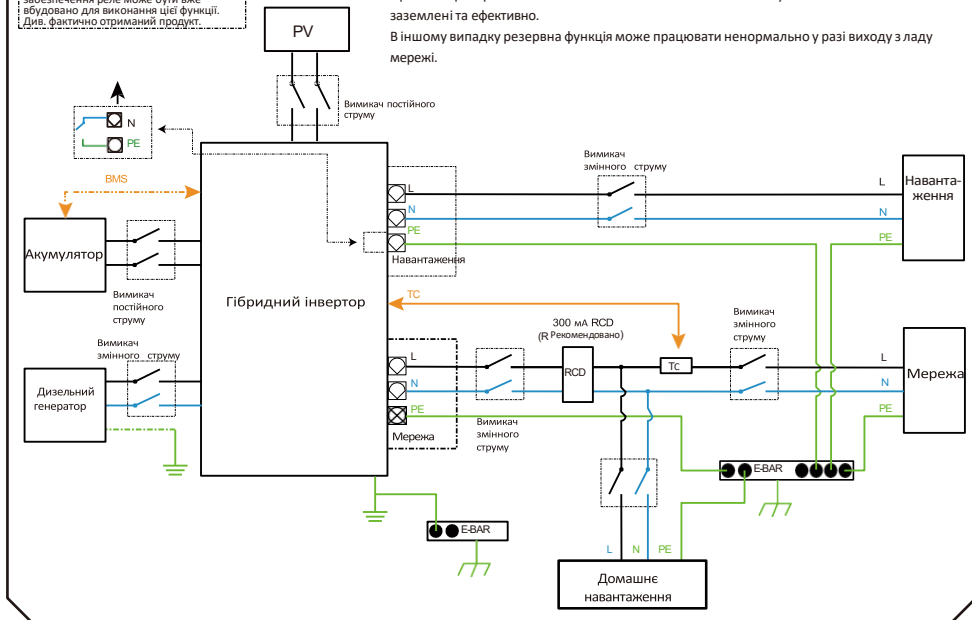 забезпечення реле може бути вже
вбудовано для виконання цієї функції.
Див. фактично отриманий продукт.
заземлені та ефективно.
В іншому випадку резервна функція може працювати ненормально у разі виходу з ладу
мережі.
PV
Вимикач постійного
струму
N
PE
BMS
Акумулятор
Вимикач
постійного
струму
Вимикач
змінного струму
Дизельний
генератор
Гібридний інвертор
L
N
PE
Навантаження
Вимикач
змінного струму
L
N
PE
Наванта-
ження
TC
300 мА RCD
(R Рекомендовано)
RCD
Tc
Вимикач
змінного
струму
L
N
PE
Мережа
Вимикач
змінного
струму
L
N
PE
Мережа
E-BAR
E-BAR
L
N
PE
Домашнє
навантаження